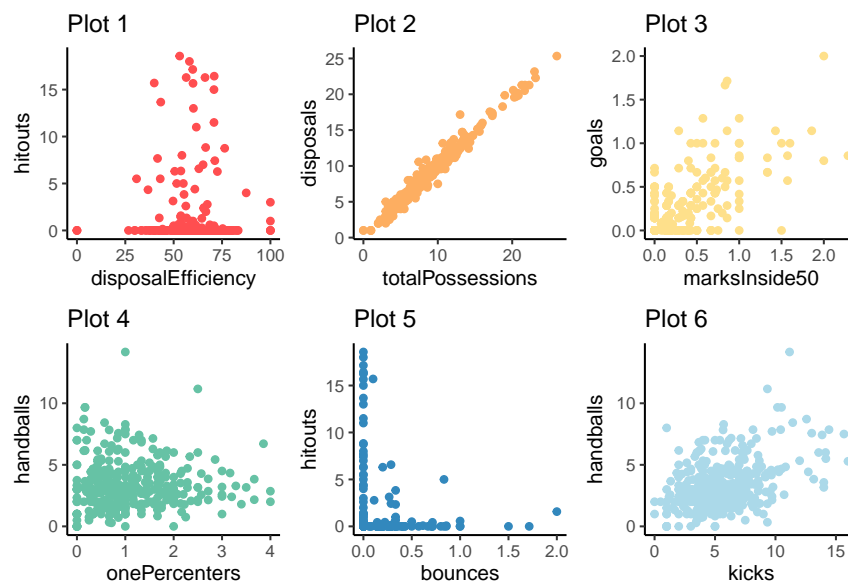 Plot 1
hitouts
15
10
5
0
0 25 50 75 100
disposalEfficiency
Plot 2
disposals
25
20
15
10
5
0
0 10 20
totalPossessions
Plot 3
goals
2.0
1.5
1.0
0.5
0.0
0.0 0.5 1.0 1.5 2.0
marksInside50
Plot 4
handballs
10
5
0
0 1 2 3 4
onePercenters
Plot 5
hitouts
15
10
5
0
0.0 0.5 1.0 1.5 2.0
bounces
Plot 6
handballs
10
5
0
0 5 10 15
kicks